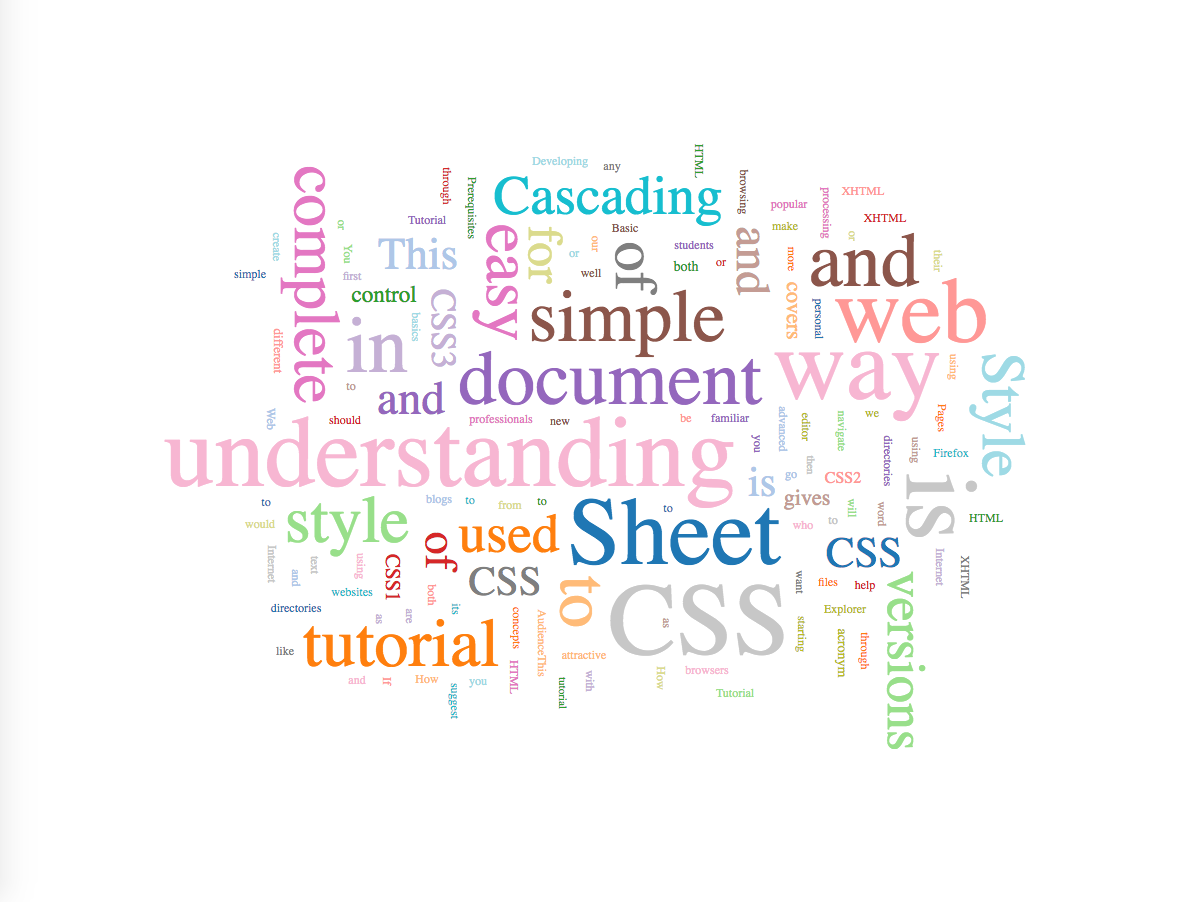 Developing
any
HTML
complete
through
Prerequisites
Cascading
browsing
popular
processing
XHTML
Tutorial
or
easy
for
our
Basic
and
make
XHTML
create
You
This
or
of
students
more
or
and
their
simple
first
well
both
or
control
CSS3
covers
personal
web
different
in
basics
simple
to
and
document
way
using
Style
Web
should
professionals
new
be
familiar
advanced
editor
navigate
we
Pages
understanding
you
then
directories
using
Firefox
is
go
CSS2
is
to
blogs
to
from
to
to
gives
will
word
would
style
used
Sheet
who
to
HTML
Internet
and
text
using
CSS1
of
CSS
CSS
Internet
XHTML
websites
both
to
CSS
want
files
help
versions
directories
as
are
its
concepts
AudienceThis
as
starting
Explorer
acronym
through
like
tutorial
attractive
and
If
How
you
HTML
with
How
browsers
suggest
tutorial
Tutorial